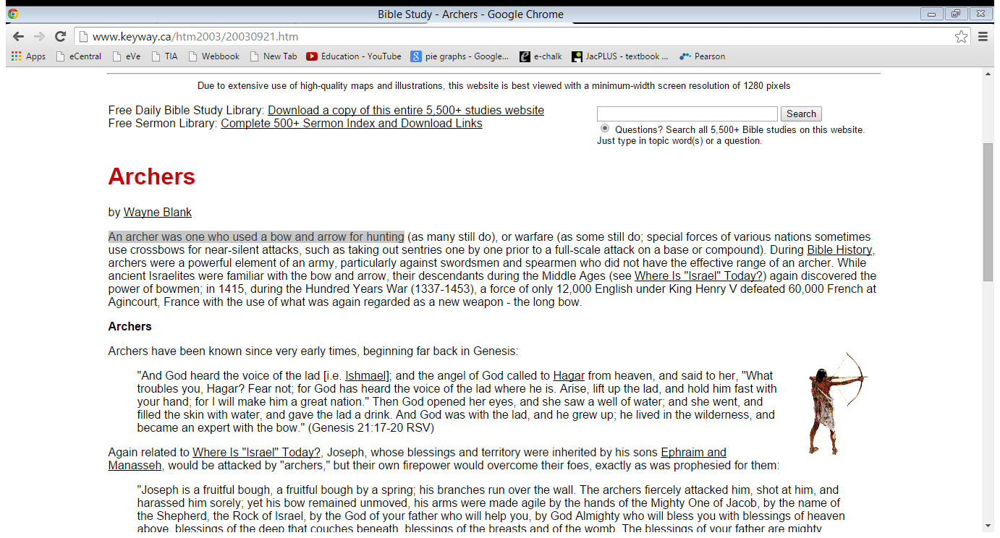 Bible Study - Archers - Google Chrome
www.keyway.ca/htm2003/20030921.htm
Apps eCentral eVe TIA Webbook New Tab Education - YouTube pie graphs - Google... e-chalk JacPLUS - textbook ... Pearson
Due to extensive use of high-quality maps and illustrations, this website is best viewed with a minimum-width screen resolution of 1280 pixels
Free Daily Bible Study Library: Download a copy of this entire 5,500+ studies website
Free Sermon Library: Complete 500+ Sermon Index and Download Links
Search
Questions? Search all 5,500+ Bible studies on this website.
Just type in topic word(s) or a question.
Archers
by Wayne Blank
An archer was one who used a bow and arrow for hunting (as many still do), or warfare (as some still do; special forces of various nations sometimes
use crossbows for near-silent attacks, such as taking out sentries one by one prior to a full-scale attack on a base or compound). During Bible History,
archers were a powerful element of an army, particularly against swordsmen and spearmen who did not have the effective range of an archer. While
ancient Israelites were familiar with the bow and arrow, their descendants during the Middle Ages (see Where Is "Israel" Today?) again discovered the
power of bowmen; in 1415, during the Hundred Years War (1337-1453), a force of only 12,000 English under King Henry V defeated 60,000 French at
Agincourt, France with the use of what was again regarded as a new weapon - the long bow.
Archers
Archers have been known since very early times, beginning far back in Genesis:
"And God heard the voice of the lad [i.e. Ishmael]; and the angel of God called to Hagar from heaven, and said to her, "What
troubles you, Hagar? Fear not; for God has heard the voice of the lad where he is. Arise, lift up the lad, and hold him fast with
your hand; for I will make him a great nation." Then God opened her eyes, and she saw a well of water; and she went, and
filled the skin with water, and gave the lad a drink. And God was with the lad, and he grew up; he lived in the wilderness, and
became an expert with the bow." (Genesis 21:17-20 RSV)
Again related to Where Is "Israel" Today?, Joseph, whose blessings and territory were inherited by his sons Ephraim and
Manasseh, would be attacked by "archers," but their own firepower would overcome their foes, exactly as was prophesied for them:
"Joseph is a fruitful bough, a fruitful bough by a spring; his branches run over the wall. The archers fiercely attacked him, shot at him, and
harassed him sorely; yet his bow remained unmoved, his arms were made agile by the hands of the Mighty One of Jacob, by the name of
the Shepherd, the Rock of Israel, by the God of your father who will help you, by God Almighty who will bless you with blessings of heaven
above, blessings of the deep that couches beneath, blessings of the breasts and of the womb. The blessings of your father are mighty